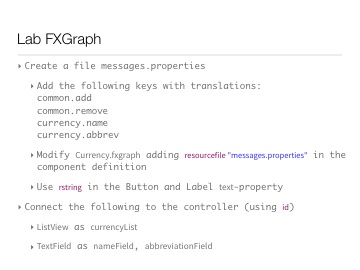 Lab FXGraph
‣ Create a file messages.properties
‣ Add the following keys with translations:
common.add
common.remove
currency.name
currency.abbrev
‣ Modify Currency.fxgraph adding resourcefile "messages.properties" in the
component definition
‣ Use rstring in the Button and Label text-property
‣ Connect the following to the controller (using id)
‣ ListView as currencyList
‣ TextField as nameField, abbreviationField